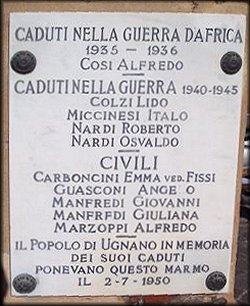 CADUTI NELLA GUERRA D'AFRICA
1935 - 1936
COSI ALFREDO
CADUTI NELLA GUERRA 1940-1945
COLZI LIDO
MICCINESI ITALO
NARDI ROBERTO
NARDI OSVALDO
CIVILI
CARBONCINI EMMA VED. FISSI
GUASCONI ANGE O
MANFREDI GIOVANNI
MANFREDI GIULIANA
MARZOPPI ALFREDO
IL POPOLO DI UGNANO IN MEMORIA
DEI SUOI CADUTI
PONEVANO QUESTO MARMO
IL 2-7-1950